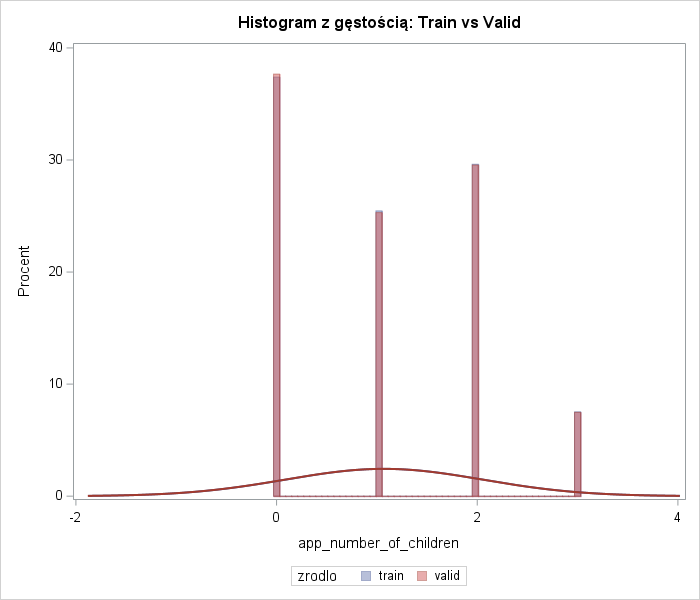 Histogram z gęstością: Train vs Valid
40
30
20
10
0
Procent
-2 0 2 4
app_number_of_children
zrodlo train valid